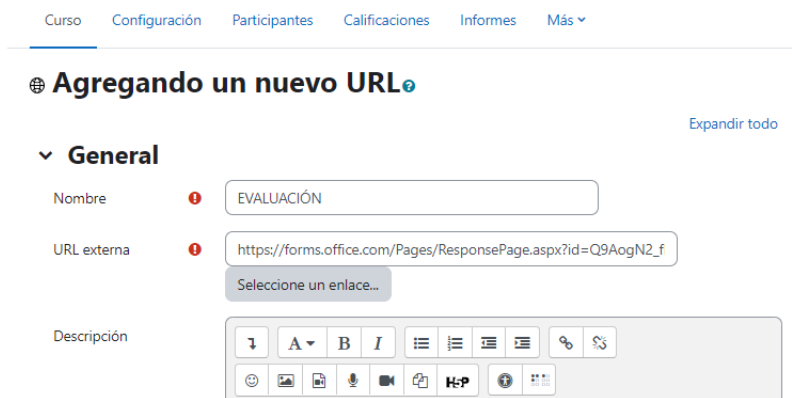 Curso Configuración Participantes Calificaciones Informes Más
Agregando un nuevo URL
Expandir todo
General
Nombre
EVALUACIÓN
URL externa
https://forms.office.com/Pages/ResponsePage.aspx?id=Q9AogN2_f
Seleccione un enlace...
Descripción
A B I
H5P